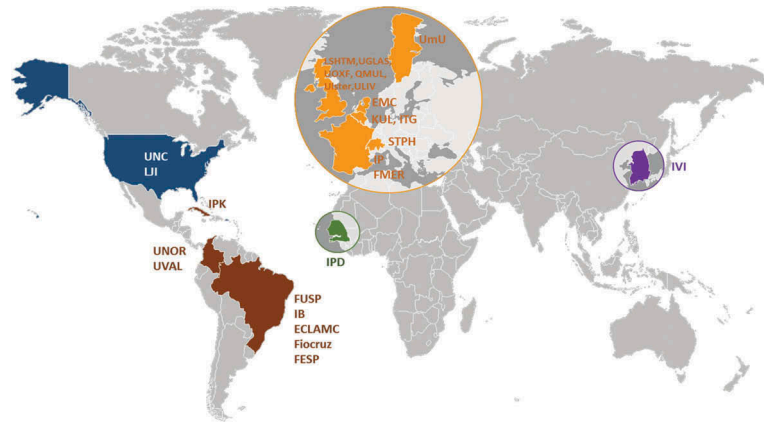 UmU
LSHTM,UGLAS,
UOXF, QMUL,
Ulster,ULIV
EMC
KUL, ITG
STPH
IP
FMER
UNC
LJI
IVI
IPK
IPD
UNOR
UVAL
FUSP
IB
ECLAMC
Fiocruz
FESP